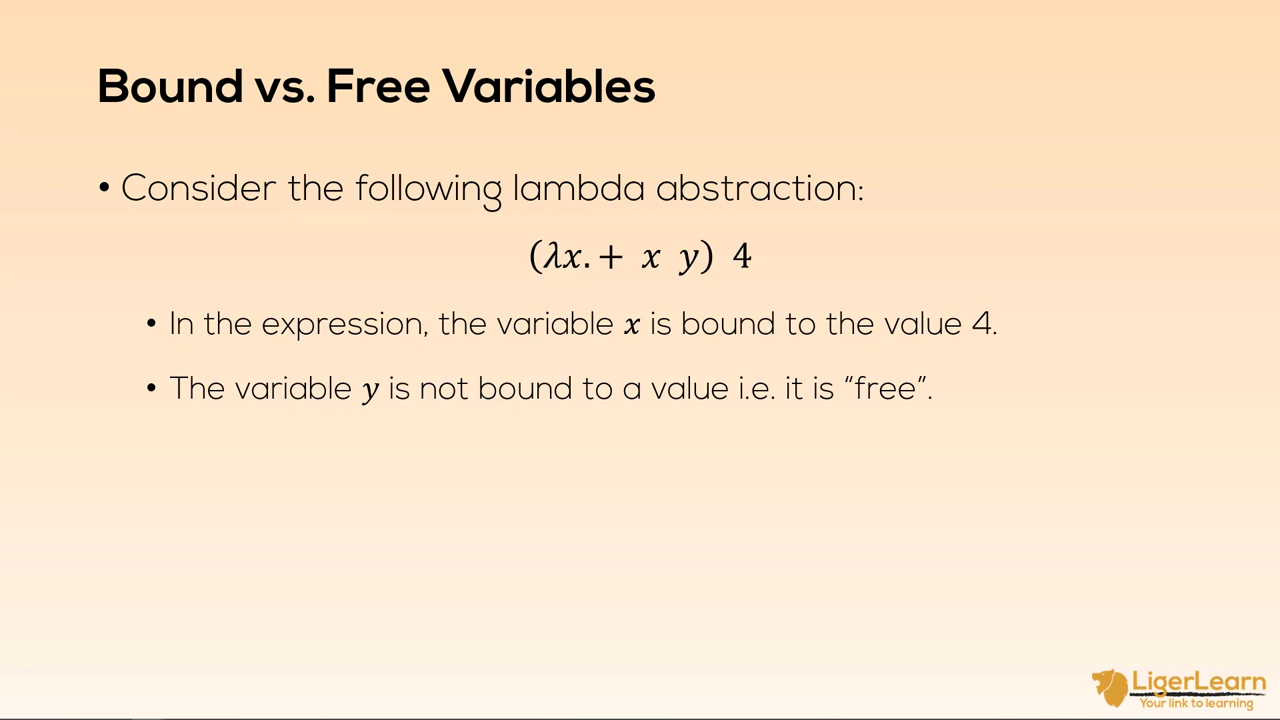 Bound vs. Free Variables
• Consider the following lambda abstraction:
(λx. + x y) 4
• In the expression, the variable x is bound to the value 4.
• The variable y is not bound to a value i.e. it is “free”.
LigerLearn
Your link to learning